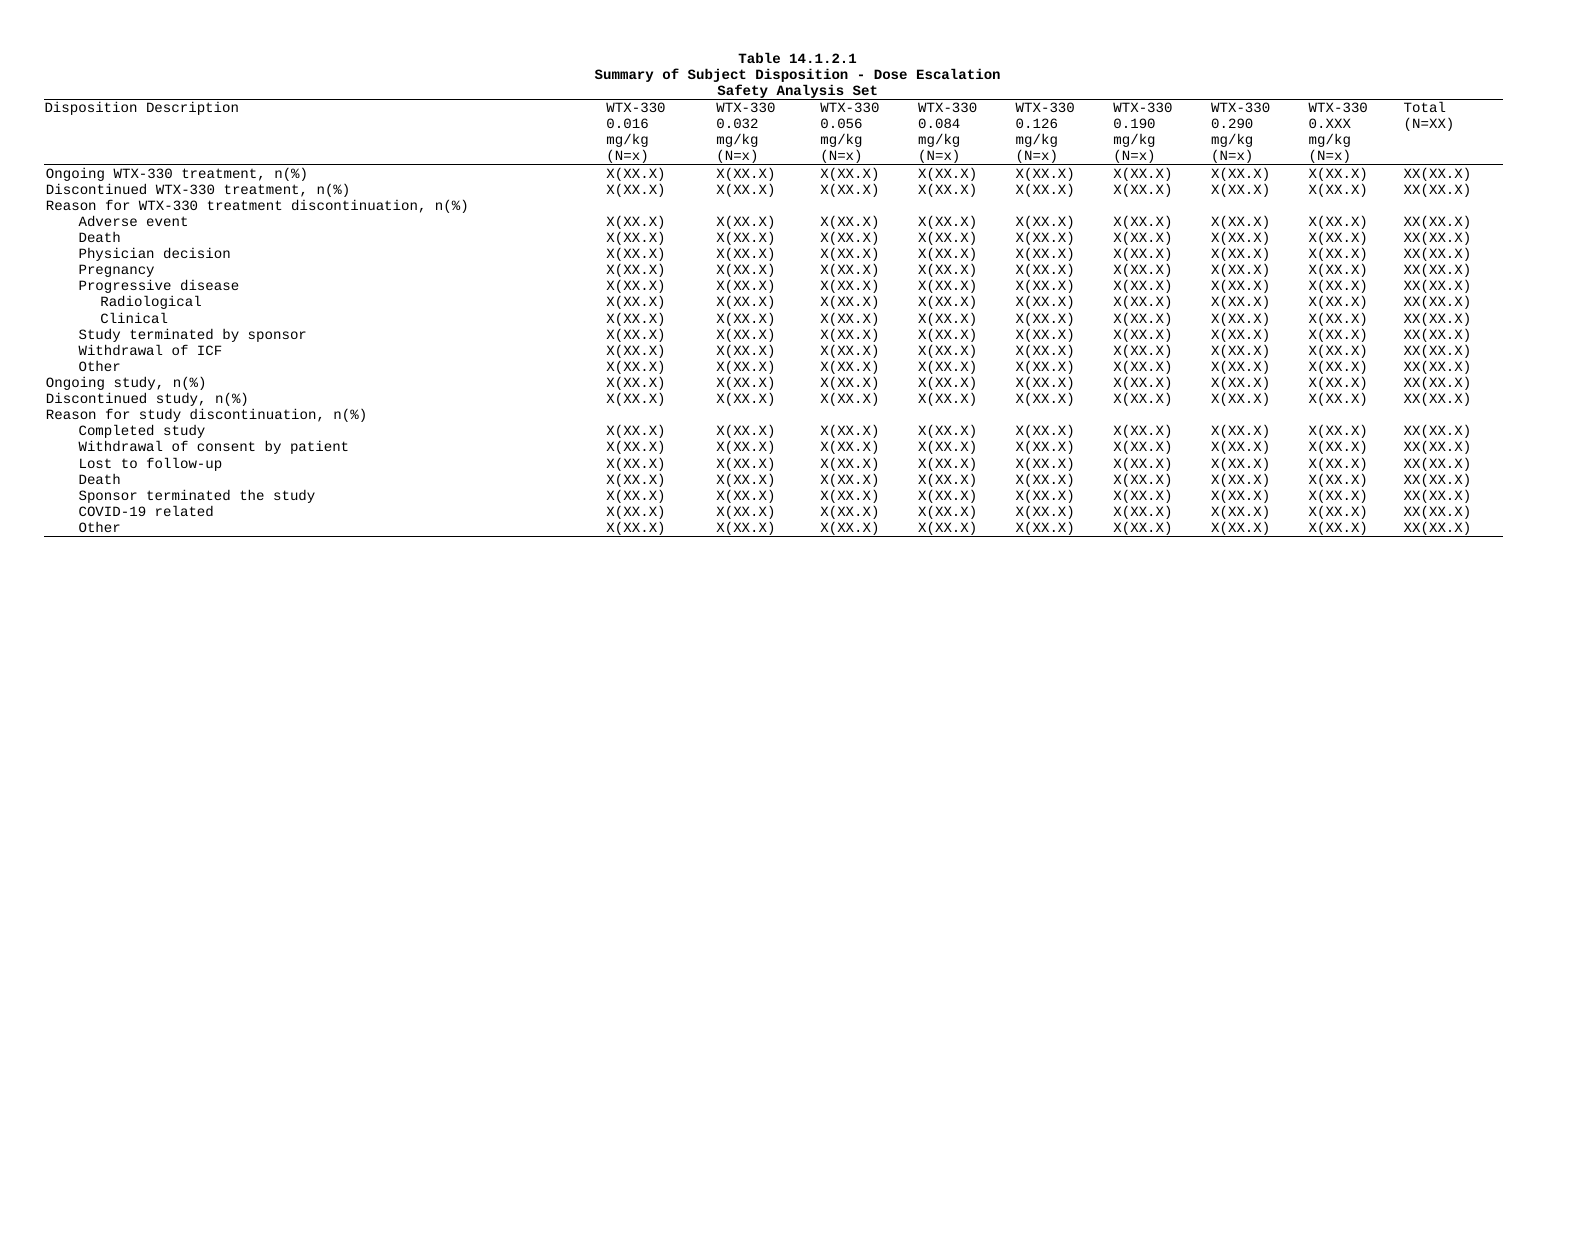 Table 14.1.2.1
Summary of Subject Disposition - Dose Escalation
Safety Analysis Set
Disposition Description WTX-330 WTX-330 WTX-330 WTX-330 WTX-330 WTX-330 WTX-330 WTX-330 Total
0.016 0.032 0.056 0.084 0.126 0.190 0.290 0.XXX (N=XX)
mg/kg mg/kg mg/kg mg/kg mg/kg mg/kg mg/kg mg/kg
(N=x) (N=x) (N=x) (N=x) (N=x) (N=x) (N=x) (N=x)
Ongoing WTX-330 treatment, n(%) X(XX.X) X(XX.X) X(XX.X) X(XX.X) X(XX.X) X(XX.X) X(XX.X) X(XX.X) XX(XX.X)
Discontinued WTX-330 treatment, n(%) X(XX.X) X(XX.X) X(XX.X) X(XX.X) X(XX.X) X(XX.X) X(XX.X) X(XX.X) XX(XX.X)
Reason for WTX-330 treatment discontinuation, n(%)
Adverse event X(XX.X) X(XX.X) X(XX.X) X(XX.X) X(XX.X) X(XX.X) X(XX.X) X(XX.X) XX(XX.X)
Death X(XX.X) X(XX.X) X(XX.X) X(XX.X) X(XX.X) X(XX.X) X(XX.X) X(XX.X) XX(XX.X)
Physician decision X(XX.X) X(XX.X) X(XX.X) X(XX.X) X(XX.X) X(XX.X) X(XX.X) X(XX.X) XX(XX.X)
Pregnancy X(XX.X) X(XX.X) X(XX.X) X(XX.X) X(XX.X) X(XX.X) X(XX.X) X(XX.X) XX(XX.X)
Progressive disease X(XX.X) X(XX.X) X(XX.X) X(XX.X) X(XX.X) X(XX.X) X(XX.X) X(XX.X) XX(XX.X)
Radiological X(XX.X) X(XX.X) X(XX.X) X(XX.X) X(XX.X) X(XX.X) X(XX.X) X(XX.X) XX(XX.X)
Clinical X(XX.X) X(XX.X) X(XX.X) X(XX.X) X(XX.X) X(XX.X) X(XX.X) X(XX.X) XX(XX.X)
Study terminated by sponsor X(XX.X) X(XX.X) X(XX.X) X(XX.X) X(XX.X) X(XX.X) X(XX.X) X(XX.X) XX(XX.X)
Withdrawal of ICF X(XX.X) X(XX.X) X(XX.X) X(XX.X) X(XX.X) X(XX.X) X(XX.X) X(XX.X) XX(XX.X)
Other X(XX.X) X(XX.X) X(XX.X) X(XX.X) X(XX.X) X(XX.X) X(XX.X) X(XX.X) XX(XX.X)
Ongoing study, n(%) X(XX.X) X(XX.X) X(XX.X) X(XX.X) X(XX.X) X(XX.X) X(XX.X) X(XX.X) XX(XX.X)
Discontinued study, n(%) X(XX.X) X(XX.X) X(XX.X) X(XX.X) X(XX.X) X(XX.X) X(XX.X) X(XX.X) XX(XX.X)
Reason for study discontinuation, n(%)
Completed study X(XX.X) X(XX.X) X(XX.X) X(XX.X) X(XX.X) X(XX.X) X(XX.X) X(XX.X) XX(XX.X)
Withdrawal of consent by patient X(XX.X) X(XX.X) X(XX.X) X(XX.X) X(XX.X) X(XX.X) X(XX.X) X(XX.X) XX(XX.X)
Lost to follow-up X(XX.X) X(XX.X) X(XX.X) X(XX.X) X(XX.X) X(XX.X) X(XX.X) X(XX.X) XX(XX.X)
Death X(XX.X) X(XX.X) X(XX.X) X(XX.X) X(XX.X) X(XX.X) X(XX.X) X(XX.X) XX(XX.X)
Sponsor terminated the study X(XX.X) X(XX.X) X(XX.X) X(XX.X) X(XX.X) X(XX.X) X(XX.X) X(XX.X) XX(XX.X)
COVID-19 related X(XX.X) X(XX.X) X(XX.X) X(XX.X) X(XX.X) X(XX.X) X(XX.X) X(XX.X) XX(XX.X)
Other X(XX.X) X(XX.X) X(XX.X) X(XX.X) X(XX.X) X(XX.X) X(XX.X) X(XX.X) XX(XX.X)